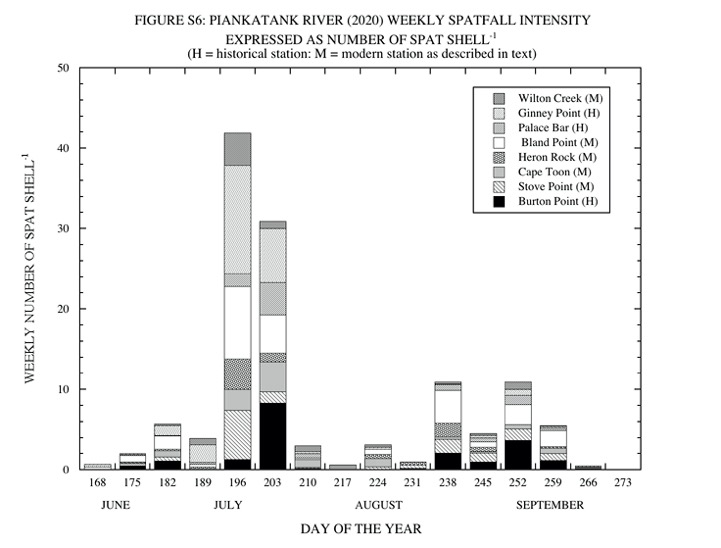 FIGURE S6: PIANKATANK RIVER (2020) WEEKLY SPATFALL INTENSITY
EXPRESSED AS NUMBER OF SPAT SHELL-1
(H = historical station: M = modern station as described in text)
50
40
30
20
10
0
WEEKLY NUMBER OF SPAT SHELL-1
Wilton Creek (M)
Ginney Point (H)
Palace Bar (H)
Bland Point (M)
Heron Rock (M)
Cape Toon (M)
Stove Point (M)
Burton Point (H)
168 175 182 189 196 203 210 217 224 231 238 245 252 259 266 273
JUNE JULY AUGUST SEPTEMBER
DAY OF THE YEAR